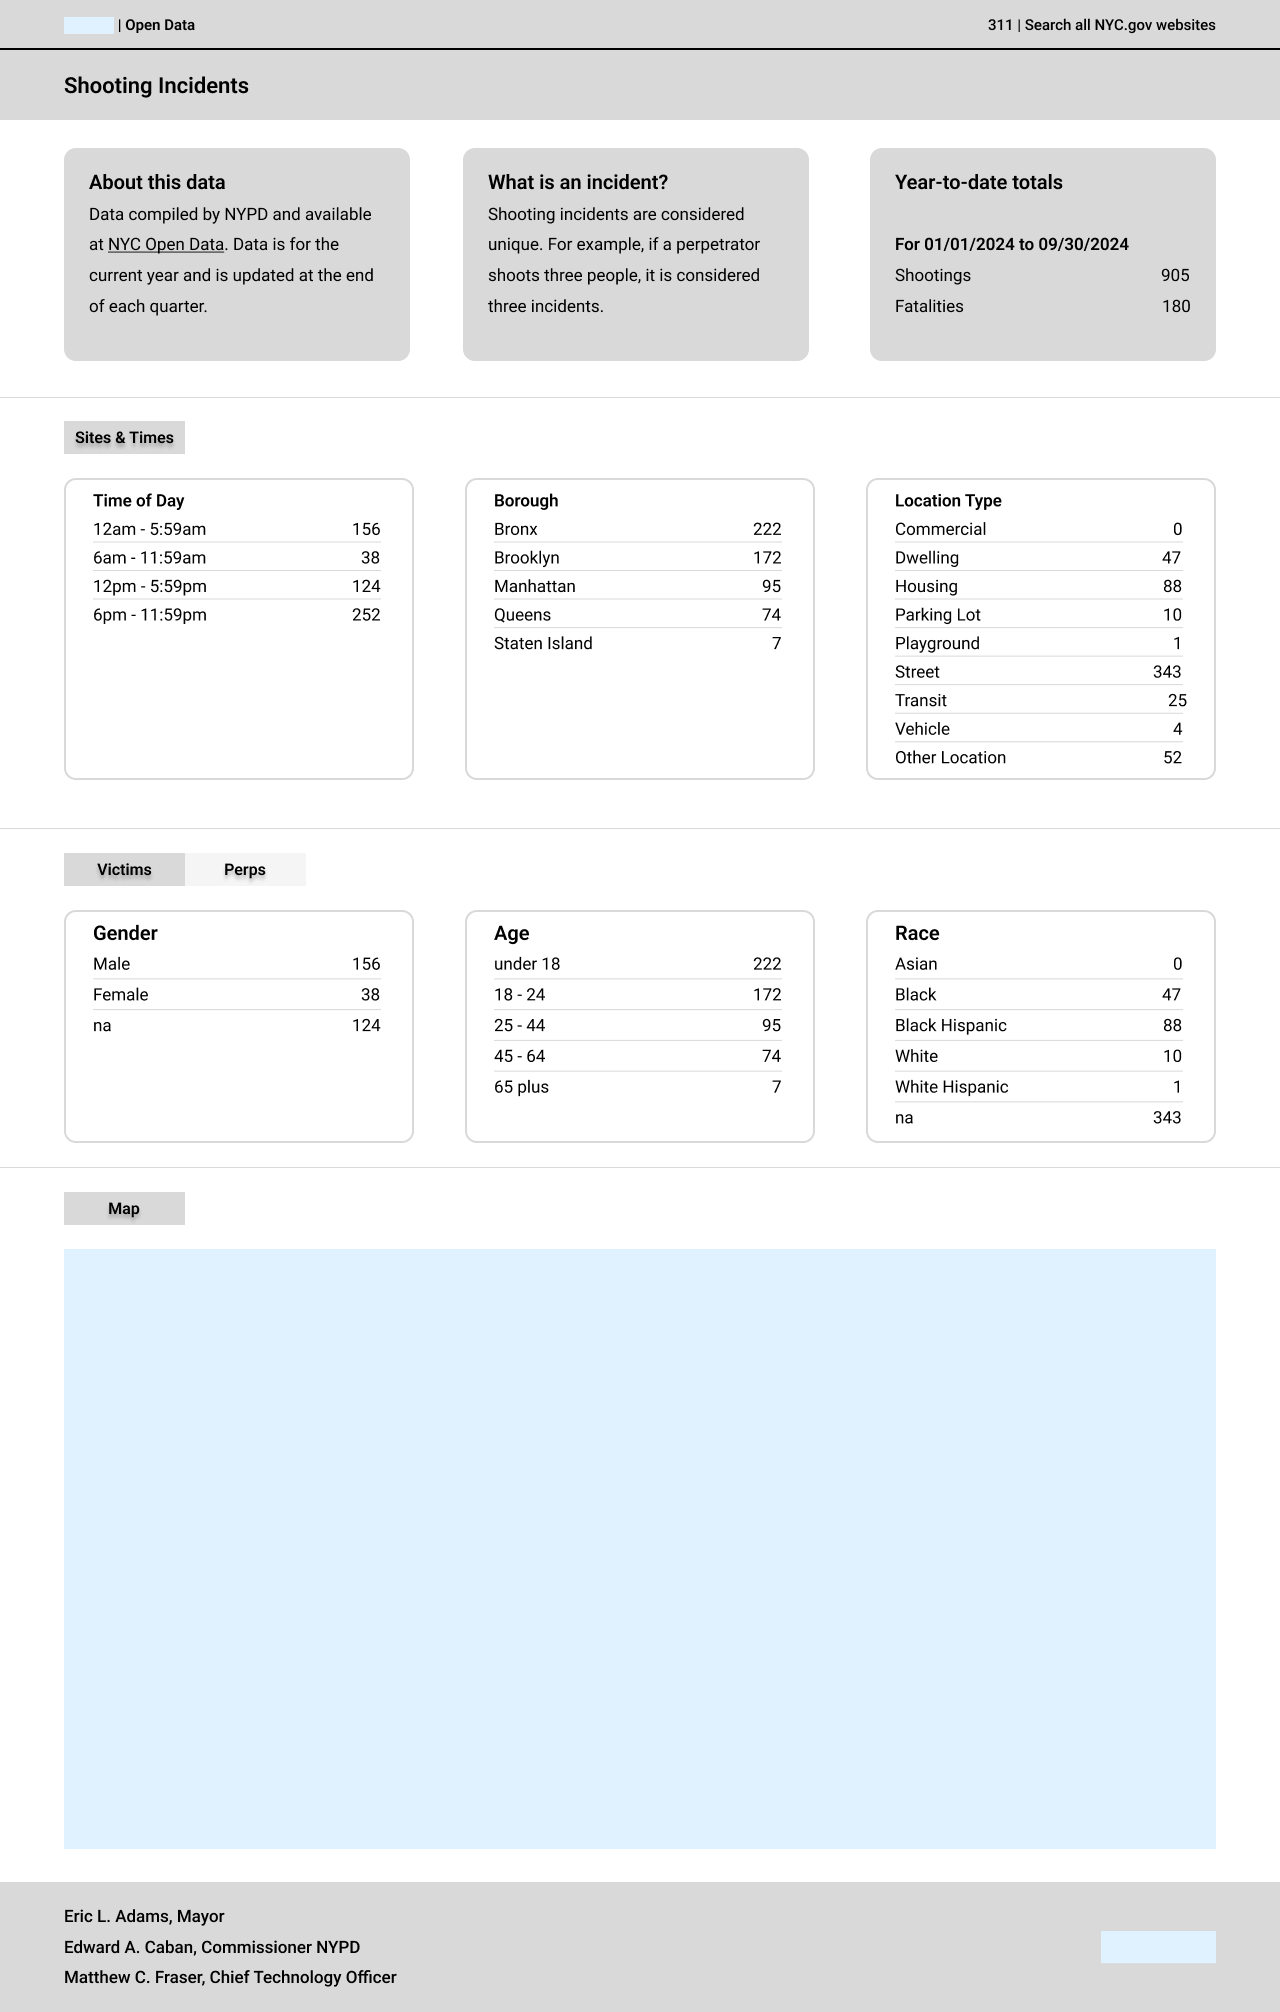 | Open Data
311 | Search all NYC.gov websites
Shooting Incidents
About this data
Data compiled by NYPD and available
at NYC Open Data. Data is for the
current year and is updated at the end
of each quarter.
What is an incident?
Shooting incidents are considered
unique. For example, if a perpetrator
shoots three people, it is considered
three incidents.
Year-to-date totals
For 01/01/2024 to 09/30/2024
Shootings 905
Fatalities 180
Sites & Times
Time of Day
12am - 5:59am 156
6am - 11:59am 38
12pm - 5:59pm 124
6pm - 11:59pm 252
Borough
Bronx 222
Brooklyn 172
Manhattan 95
Queens 74
Staten Island 7
Location Type
Commercial 0
Dwelling 47
Housing 88
Parking Lot 10
Playground 1
Street 343
Transit 25
Vehicle 4
Other Location 52
Victims Perps
Gender
Male 156
Female 38
na 124
Age
under 18 222
18 - 24 172
25 - 44 95
45 - 64 74
65 plus 7
Race
Asian 0
Black 47
Black Hispanic 88
White 10
White Hispanic 1
na 343
Map
Eric L. Adams, Mayor
Edward A. Caban, Commissioner NYPD
Matthew C. Fraser, Chief Technology Officer